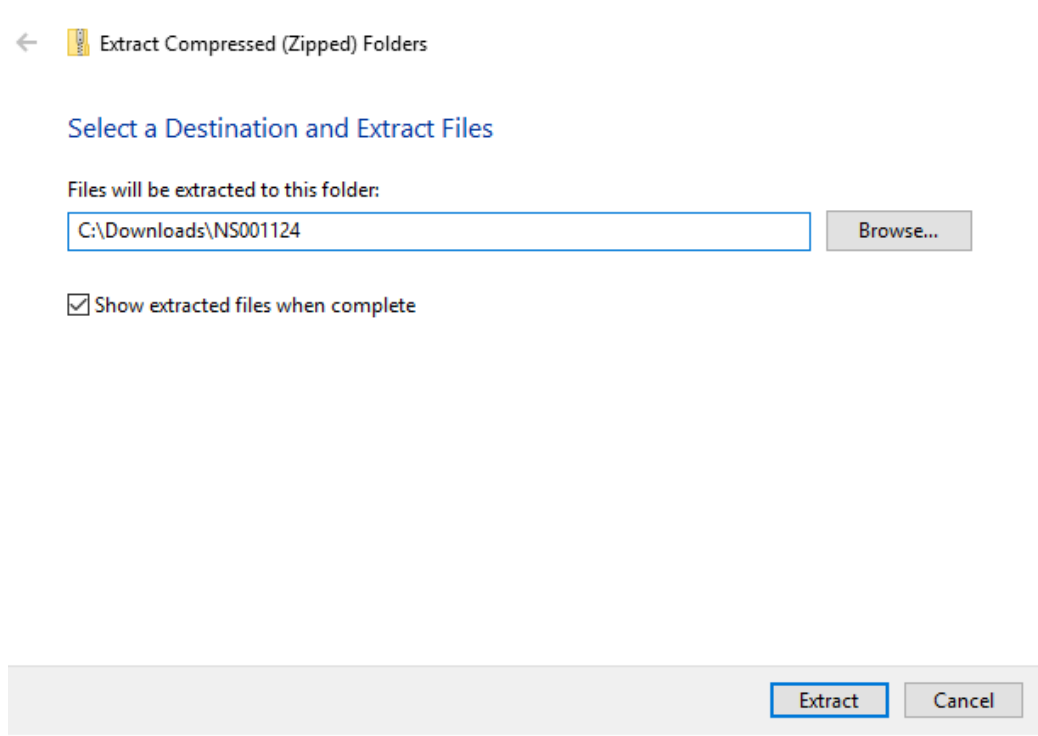 Extract Compressed (Zipped) Folders
Select a Destination and Extract Files
Files will be extracted to this folder:
C:\Downloads\NS001124
Browse...
Show extracted files when complete
Extract
Cancel